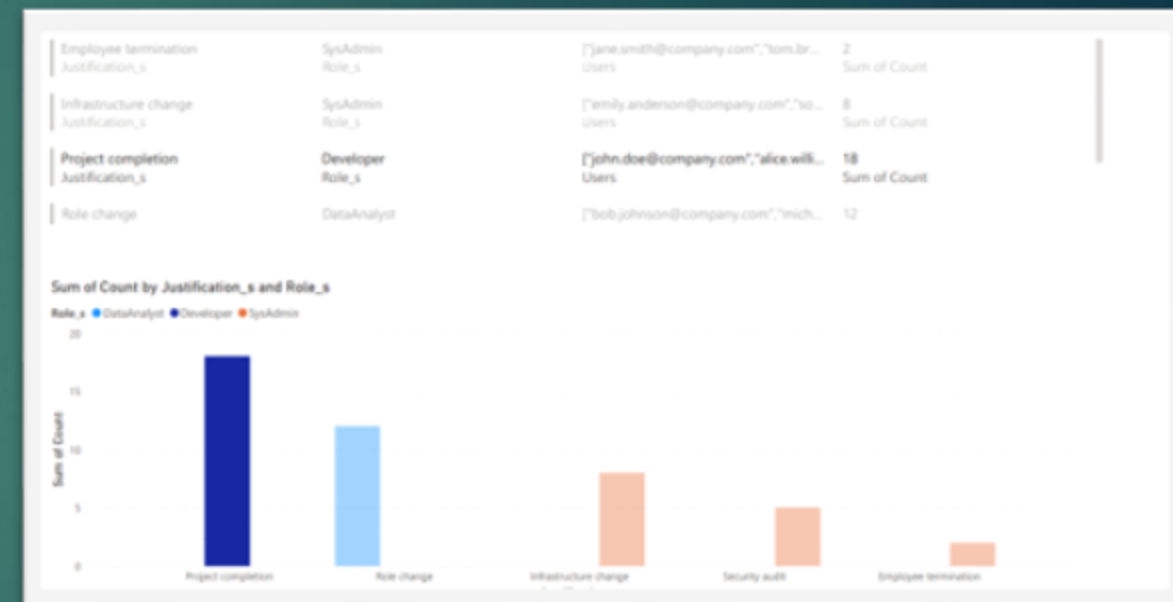 Employee termination SysAdmin ["jane.smith@company.com","tom.br... 2
Justification_s Role_s Users Sum of Count
Infrastructure change SysAdmin ["emily.anderson@company.com","so... 8
Justification_s Role_s Users Sum of Count
Project completion Developer ["john.doe@company.com","alice.willi... 18
Justification_s Role_s Users Sum of Count
Role change DataAnalyst ["bob.johnson@company.com","mich... 12
Sum of Count by Justification_s and Role_s
Role_s DataAnalyst Developer SysAdmin
20
15
10
5
0
Sum of Count
Project completion Role change Infrastructure change Security audit Employee termination